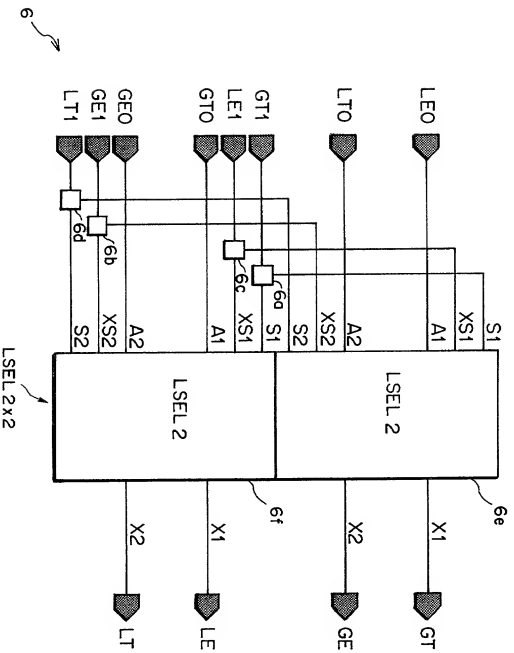 6e
S1
XS1
LE0
A1
X1
GT
LSEL 2
LT0
A2
X2
GE
XS2
S2
6a
6f
GT1
S1
6c
LE1
XS1
GT0
A1
X1
LE
LSEL 2
GE0
A2
X2
LT
6b
GE1
XS2
6d
LT1
S2
6
LSEL 2x2